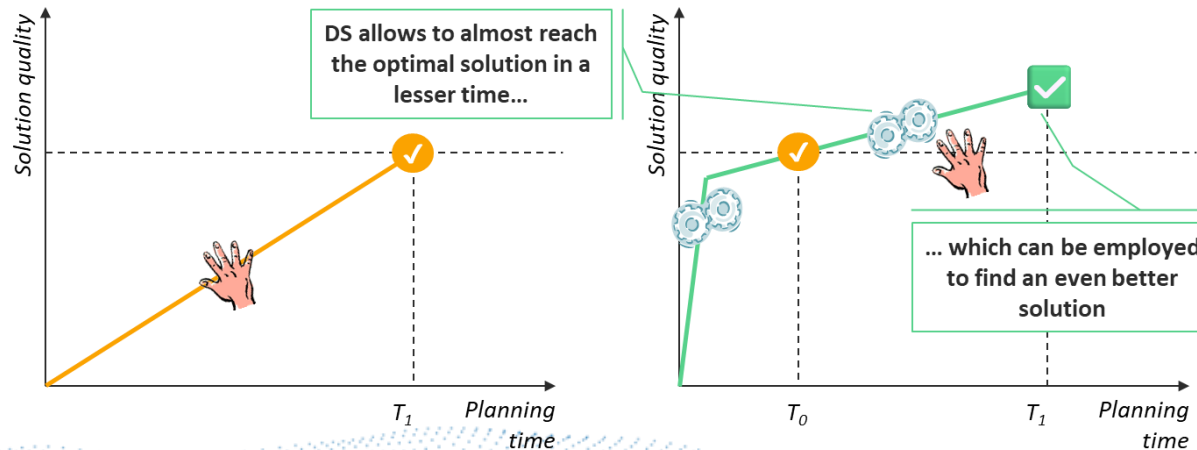 Solution quality
DS allows to almost reach
the optimal solution in a
lesser time...
T1
Planning
time
Solution quality
... which can be employed
to find an even better
solution
T0
T1
Planning
time